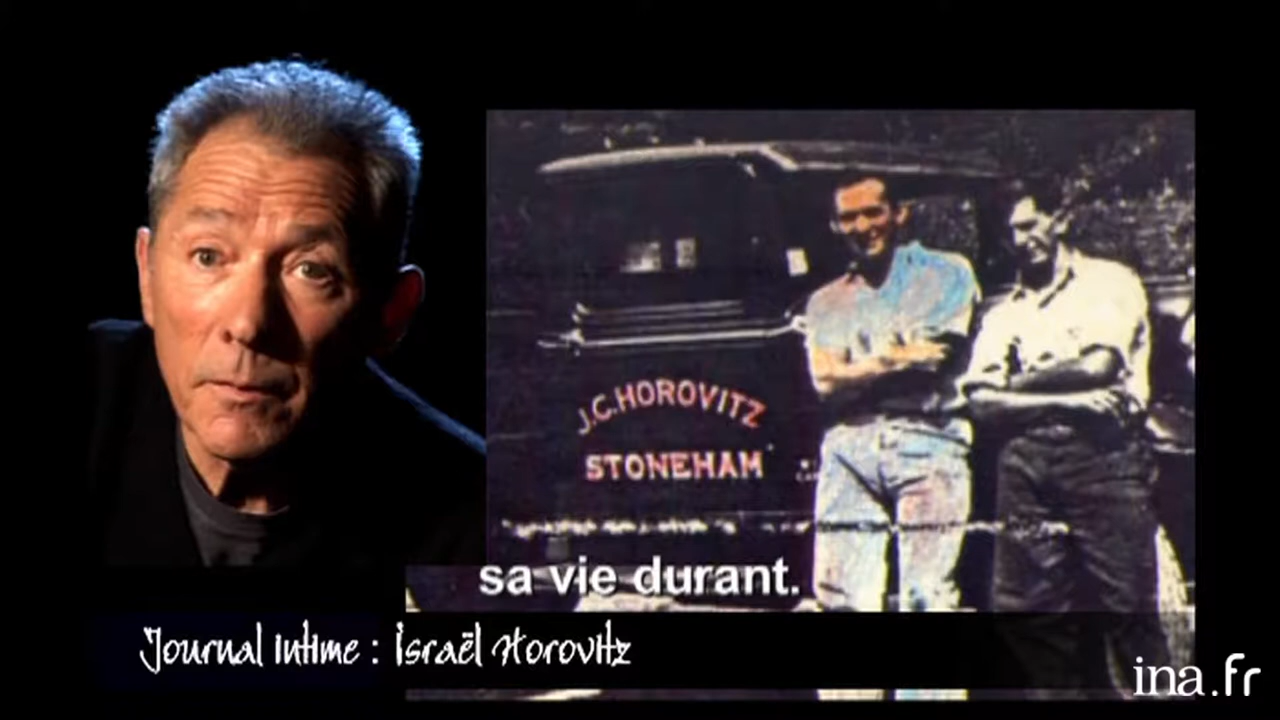 J.C.HOROVITZ
STONEHAM
sa vie durant.
Journal intime : Israël Horovitz
ina.fr